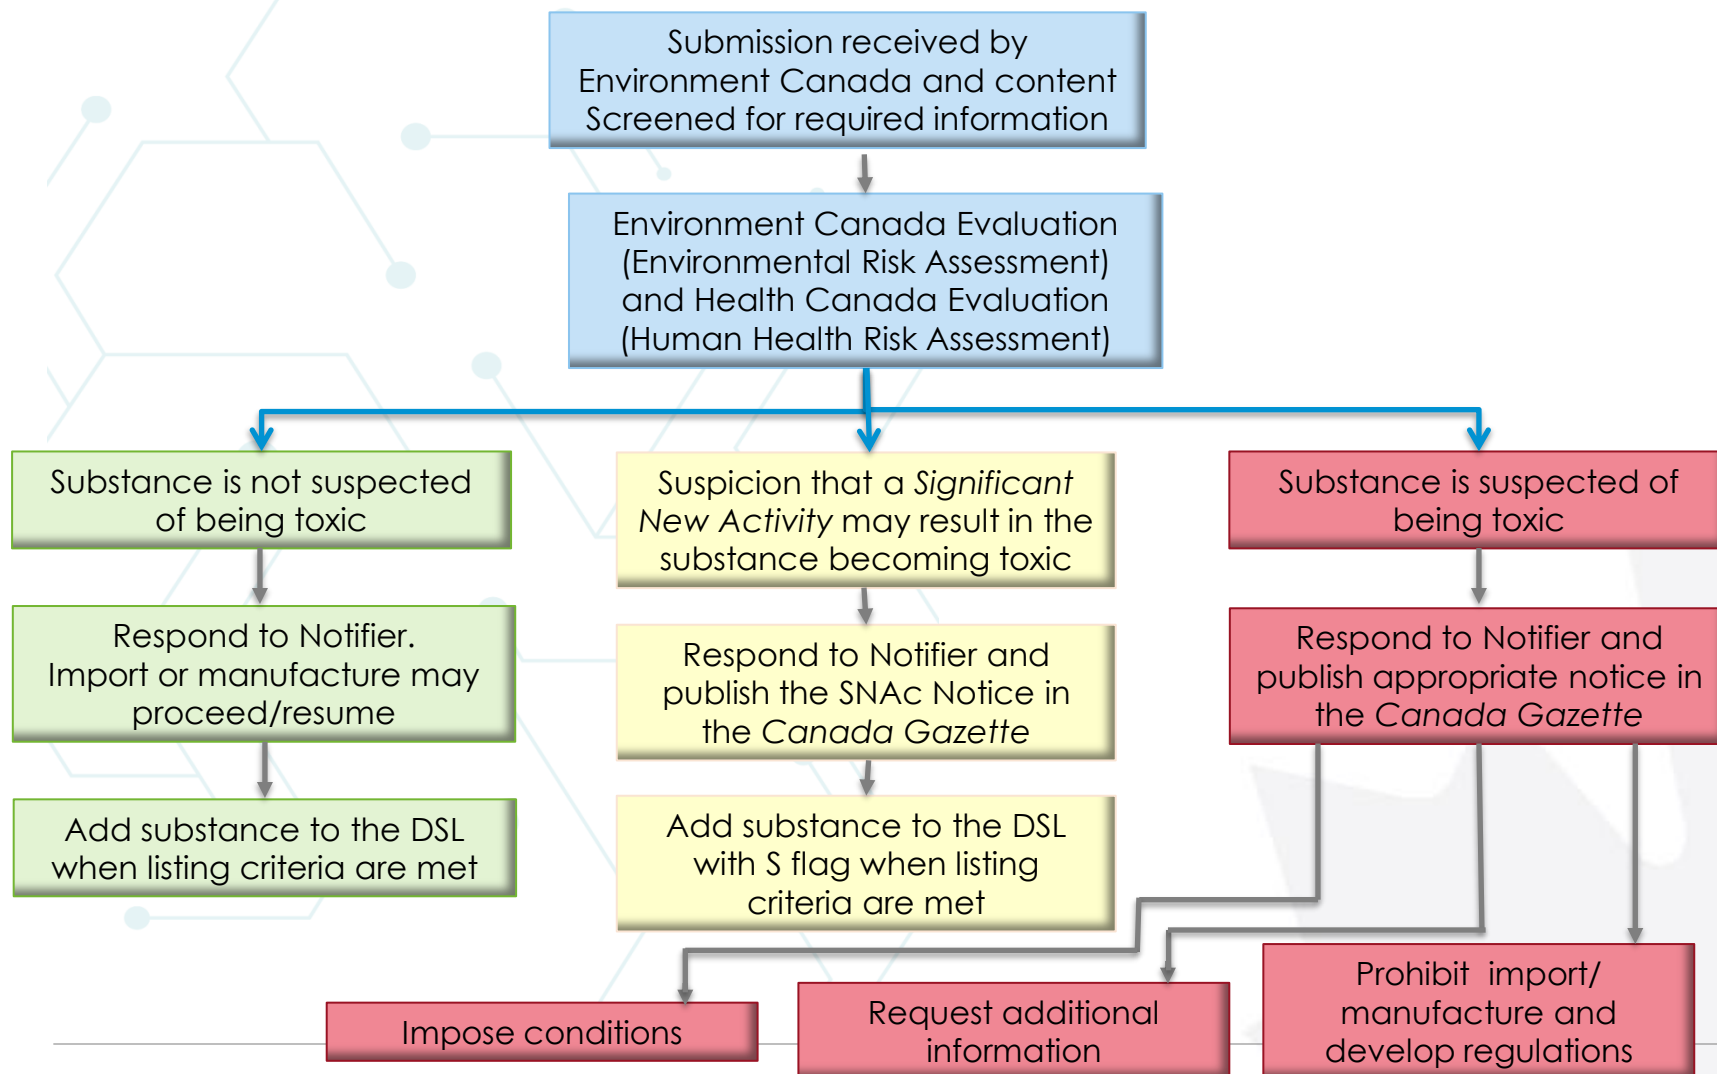 Submission received by
Environment Canada and content
Screened for required information
Environment Canada Evaluation
(Environmental Risk Assessment)
and Health Canada Evaluation
(Human Health Risk Assessment)
Substance is not suspected
of being toxic
Suspicion that a Significant
New Activity may result in the
substance becoming toxic
Substance is suspected of
being toxic
Respond to Notifier.
Import or manufacture may
proceed/resume
Respond to Notifier and
publish the SNAc Notice in
the Canada Gazette
Respond to Notifier and
publish appropriate notice in
the Canada Gazette
Add substance to the DSL
when listing criteria are met
Add substance to the DSL
with S flag when listing
criteria are met
Impose conditions
Request additional
information
Prohibit import/
manufacture and
develop regulations